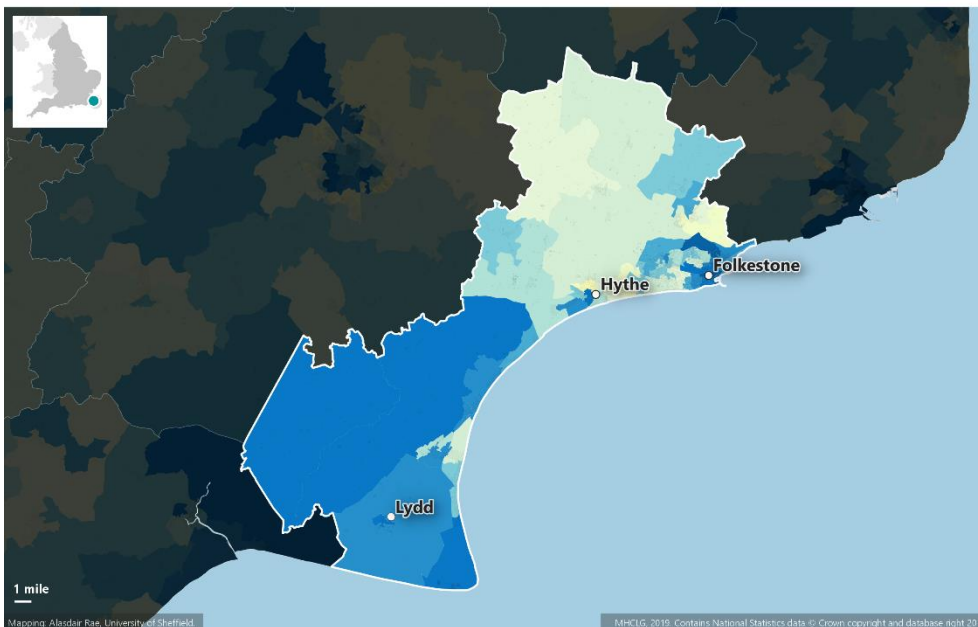 Folkestone
Hythe
Lydd
1 mile
Mapping: Alasdair Rae, University of Sheffield.
MHCLG, 2019. Contains National Statistics data © Crown copyright and database right 20